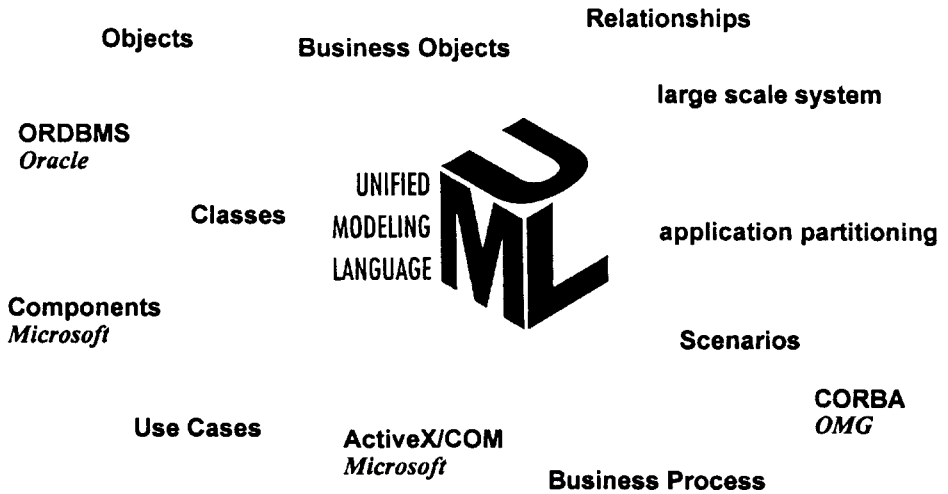 Relationships
Objects
Business Objects
large scale system
ORDBMS
Oracle
UNIFIED
MODELING
LANGUAGE
UML
Classes
application partitioning
Components
Microsoft
Scenarios
CORBA
OMG
Use Cases
ActiveX/COM
Microsoft
Business Process